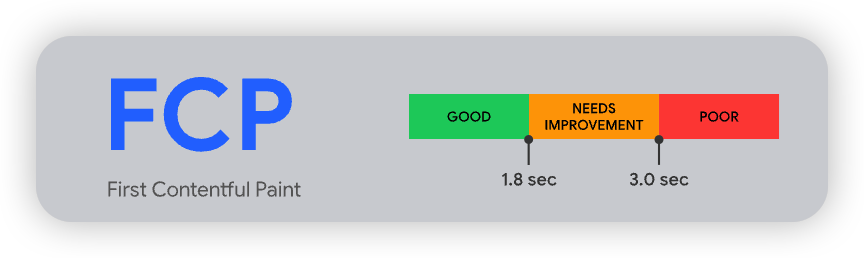 FCP
First Contentful Paint
GOOD
NEEDS
IMPROVEMENT
POOR
1.8 sec
3.0 sec